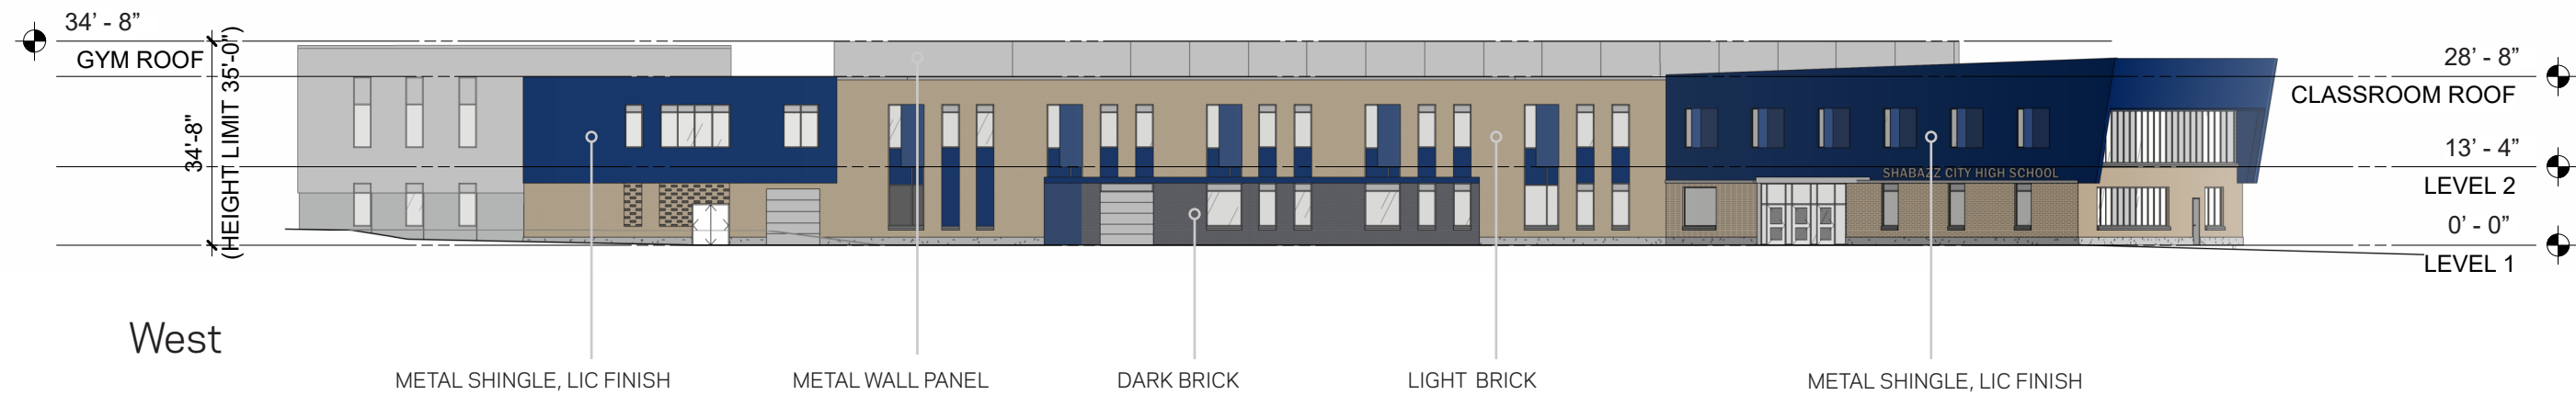 34’ - 8”
GYM ROOF
34'-8"
(HEIGHT LIMIT 35'-0")
28’ - 8”
CLASSROOM ROOF
13’ - 4”
LEVEL 2
0’ - 0”
LEVEL 1
SHABAZZ CITY HIGH SCHOOL
West
METAL SHINGLE, LIC FINISH
METAL WALL PANEL
DARK BRICK
LIGHT BRICK
METAL SHINGLE, LIC FINISH